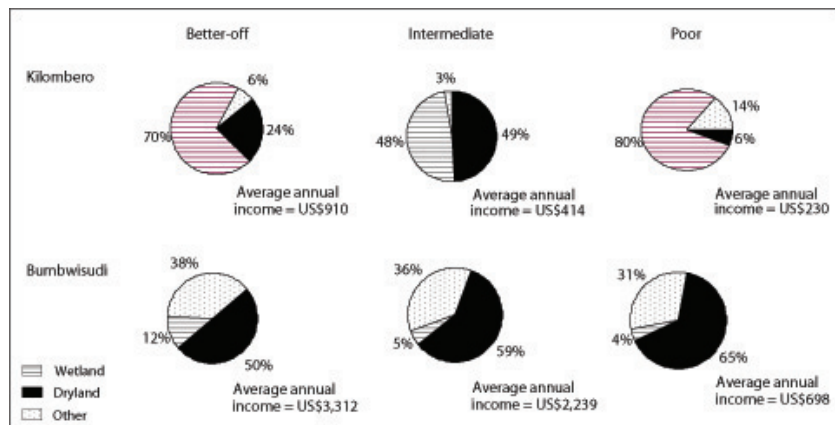 Better-off
Intermediate
Poor
Kilombero
6%
70%
124%
3%
48%
49%
14%
80%
6%
Average annual
income = US$910
Average annual
income = US$414
Average annual
income = US$230
Bumbwisudi
38%
12%
50%
36%
5%
59%
31%
4%
65%
Average annual
income = US$3,312
Average annual
income = US$2,239
Average annual
income = US$698
Wetland
Dryland
Other